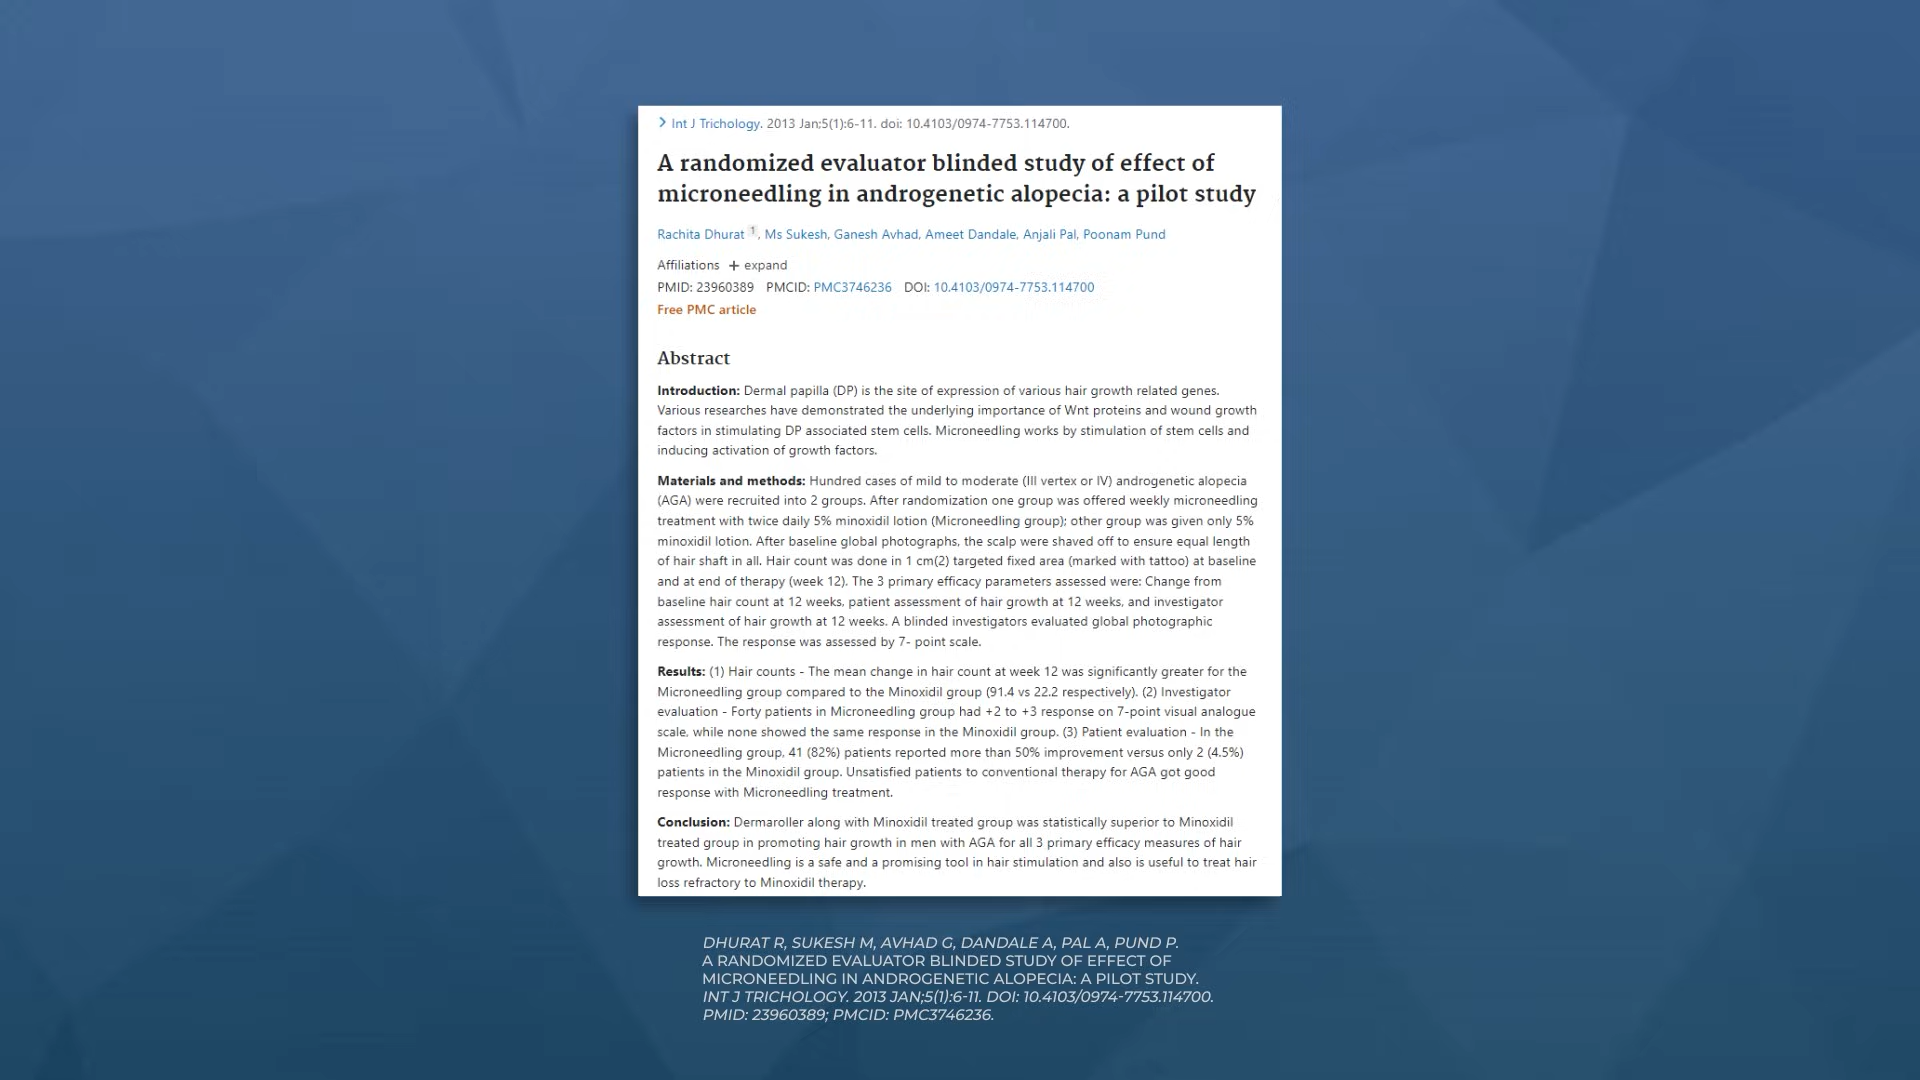 Int J Trichology. 2013 Jan;5(1):6-11. doi: 10.4103/0974-7753.114700.
A randomized evaluator blinded study of effect of
microneedling in androgenetic alopecia: a pilot study
Rachita Dhurat 1, Ms Sukesh, Ganesh Avhad, Ameet Dandale, Anjali Pal, Poonam Pund
Affiliations + expand
PMID: 23960389 PMCID: PMC3746236 DOI: 10.4103/0974-7753.114700
Free PMC article
Abstract
Introduction: Dermal papilla (DP) is the site of expression of various hair growth related genes.
Various researches have demonstrated the underlying importance of Wnt proteins and wound growth
factors in stimulating DP associated stem cells. Microneedling works by stimulation of stem cells and
inducing activation of growth factors.
Materials and methods: Hundred cases of mild to moderate (III vertex or IV) androgenetic alopecia
(AGA) were recruited into 2 groups. After randomization one group was offered weekly microneedling
treatment with twice daily 5% minoxidil lotion (Microneedling group); other group was given only 5%
minoxidil lotion. After baseline global photographs, the scalp were shaved off to ensure equal length
of hair shaft in all. Hair count was done in 1 cm(2) targeted fixed area (marked with tattoo) at baseline
and at end of therapy (week 12). The 3 primary efficacy parameters assessed were: Change from
baseline hair count at 12 weeks, patient assessment of hair growth at 12 weeks, and investigator
assessment of hair growth at 12 weeks. A blinded investigators evaluated global photographic
response. The response was assessed by 7- point scale.
Results: (1) Hair counts - The mean change in hair count at week 12 was significantly greater for the
Microneedling group compared to the Minoxidil group (91.4 vs 22.2 respectively). (2) Investigator
evaluation - Forty patients in Microneedling group had +2 to +3 response on 7-point visual analogue
scale, while none showed the same response in the Minoxidil group. (3) Patient evaluation - In the
Microneedling group, 41 (82%) patients reported more than 50% improvement versus only 2 (4.5%)
patients in the Minoxidil group. Unsatisfied patients to conventional therapy for AGA got good
response with Microneedling treatment.
Conclusion: Dermaroller along with Minoxidil treated group was statistically superior to Minoxidil
treated group in promoting hair growth in men with AGA for all 3 primary efficacy measures of hair
growth. Microneedling is a safe and a promising tool in hair stimulation and also is useful to treat hair
loss refractory to Minoxidil therapy.
DHURAT R, SUKESH M, AVHAD G, DANDALE A, PAL A, PUND P.
A RANDOMIZED EVALUATOR BLINDED STUDY OF EFFECT OF
MICRONEEDLING IN ANDROGENETIC ALOPECIA: A PILOT STUDY.
INT J TRICHOLOGY. 2013 JAN;5(1):6-11. DOI: 10.4103/0974-7753.114700.
PMID: 23960389; PMCID: PMC3746236.